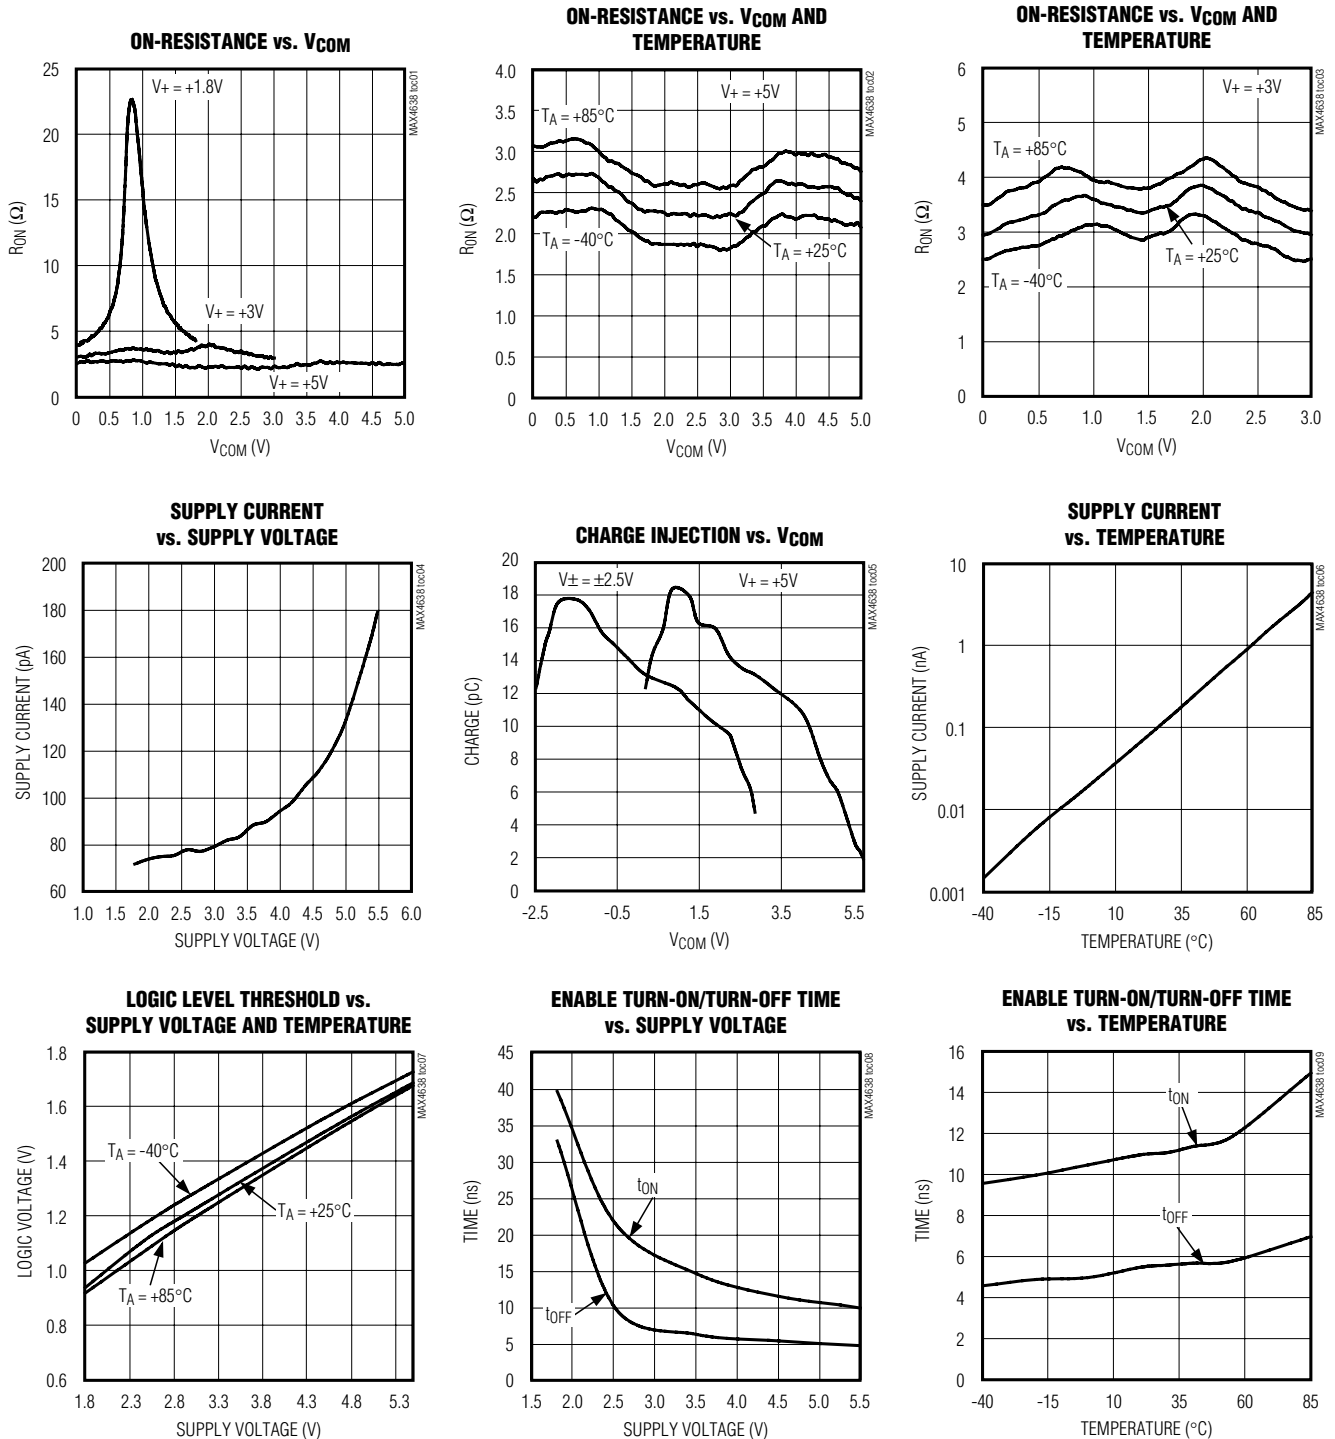 ON-RESISTANCE vs. VCOM
25
20
15
10
5
0
RON (Ω)
V+ = +1.8V
V+ = +3V
V+ = +5V
0 0.5 1.0 1.5 2.0 2.5 3.0 3.5 4.0 4.5 5.0
VCOM (V)
MAX4638 toc01
ON-RESISTANCE vs. VCOM AND
TEMPERATURE
4.0
3.5
3.0
2.5
2.0
1.5
1.0
0.5
0
RON (Ω)
V+ = +5V
TA = +85°C
TA = -40°C
TA = +25°C
0 0.5 1.0 1.5 2.0 2.5 3.0 3.5 4.0 4.5 5.0
VCOM (V)
MAX4638 toc02
ON-RESISTANCE vs. VCOM AND
TEMPERATURE
6
5
4
3
2
1
0
RON (Ω)
V+ = +3V
TA = +85°C
TA = +25°C
TA = -40°C
0 0.5 1.0 1.5 2.0 2.5 3.0
VCOM (V)
MAX4638 toc03
SUPPLY CURRENT
vs. SUPPLY VOLTAGE
200
180
160
140
120
100
80
60
SUPPLY CURRENT (pA)
1.0 1.5 2.0 2.5 3.0 3.5 4.0 4.5 5.0 5.5 6.0
SUPPLY VOLTAGE (V)
MAX4638 toc04
CHARGE INJECTION vs. VCOM
20
18
16
14
12
10
8
6
4
2
0
CHARGE (pC)
V± = ±2.5V
V+ = +5V
-2.5 -0.5 1.5 3.5 5.5
VCOM (V)
MAX4638 toc05
SUPPLY CURRENT
vs. TEMPERATURE
10
1
0.1
0.01
0.001
SUPPLY CURRENT (nA)
-40 -15 10 35 60 85
TEMPERATURE (°C)
MAX4638 toc06
LOGIC LEVEL THRESHOLD vs.
SUPPLY VOLTAGE AND TEMPERATURE
1.8
1.6
1.4
1.2
1.0
0.8
0.6
LOGIC VOLTAGE (V)
TA = -40°C
TA = +25°C
TA = +85°C
1.8 2.3 2.8 3.3 3.8 4.3 4.8 5.3
SUPPLY VOLTAGE (V)
MAX4638 toc07
ENABLE TURN-ON/TURN-OFF TIME
vs. SUPPLY VOLTAGE
45
40
35
30
25
20
15
10
5
0
TIME (ns)
tON
tOFF
1.5 2.0 2.5 3.0 3.5 4.0 4.5 5.0 5.5
SUPPLY VOLTAGE (V)
MAX4638 toc08
ENABLE TURN-ON/TURN-OFF TIME
vs. TEMPERATURE
16
14
12
10
8
6
4
2
0
TIME (ns)
tON
tOFF
-40 -15 10 35 60 85
TEMPERATURE (°C)
MAX4638 toc09